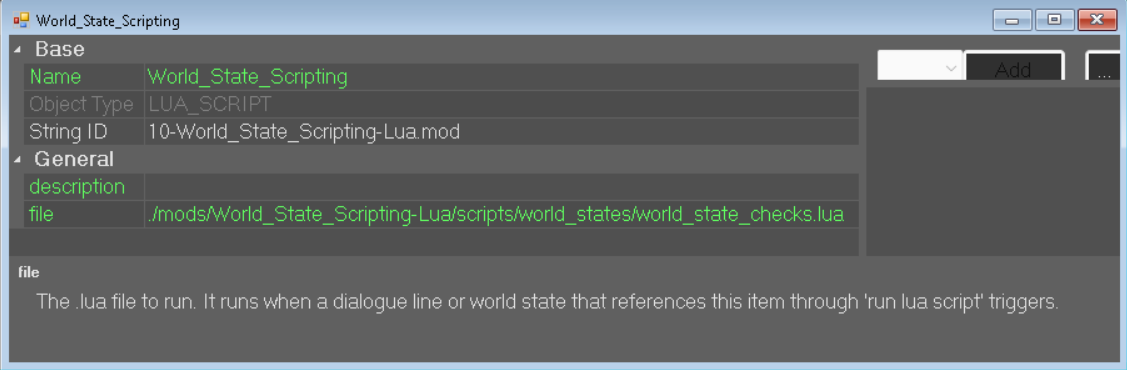 World_State_Scripting
Base
Name World_State_Scripting
Object Type LUA_SCRIPT
String ID 10-World_State_Scripting-Lua.mod
General
description
file ./mods/World_State_Scripting-Lua/scripts/world_states/world_state_checks.lua
Add ...
file
The .lua file to run. It runs when a dialogue line or world state that references this item through 'run lua script' triggers.